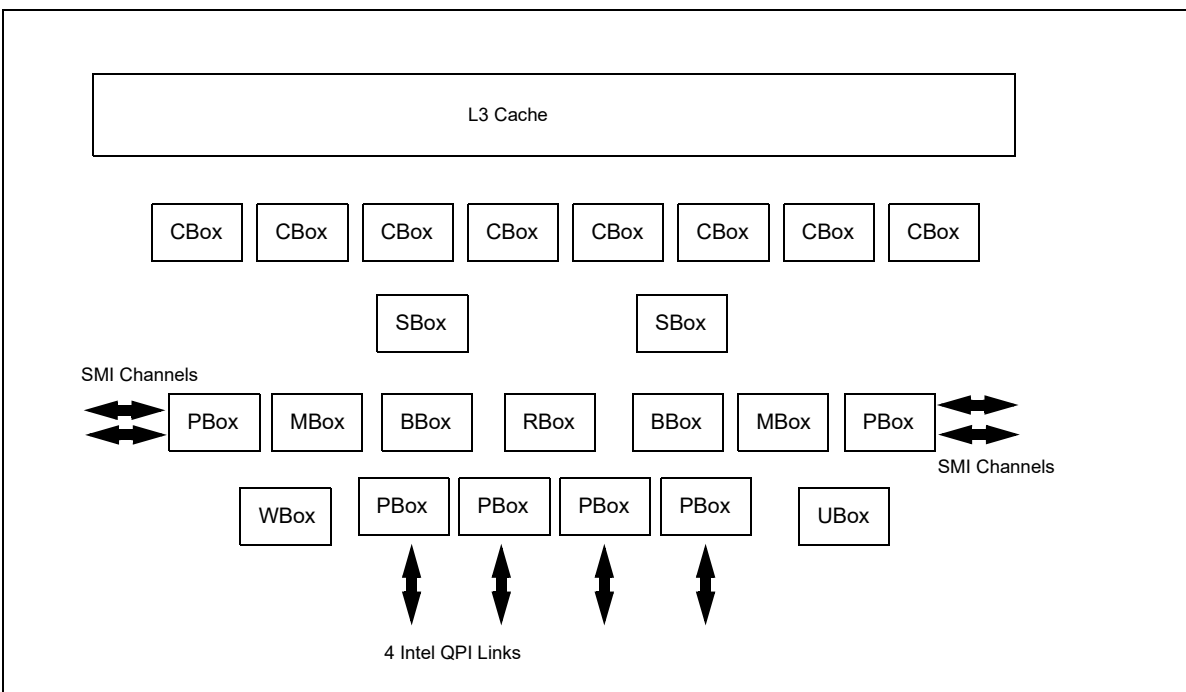 L3 Cache
CBox CBox CBox CBox CBox CBox CBox CBox
SBox SBox
SMI Channels
PBox MBox BBox RBox BBox MBox PBox
SMI Channels
WBox PBox PBox PBox PBox UBox
4 Intel QPI Links